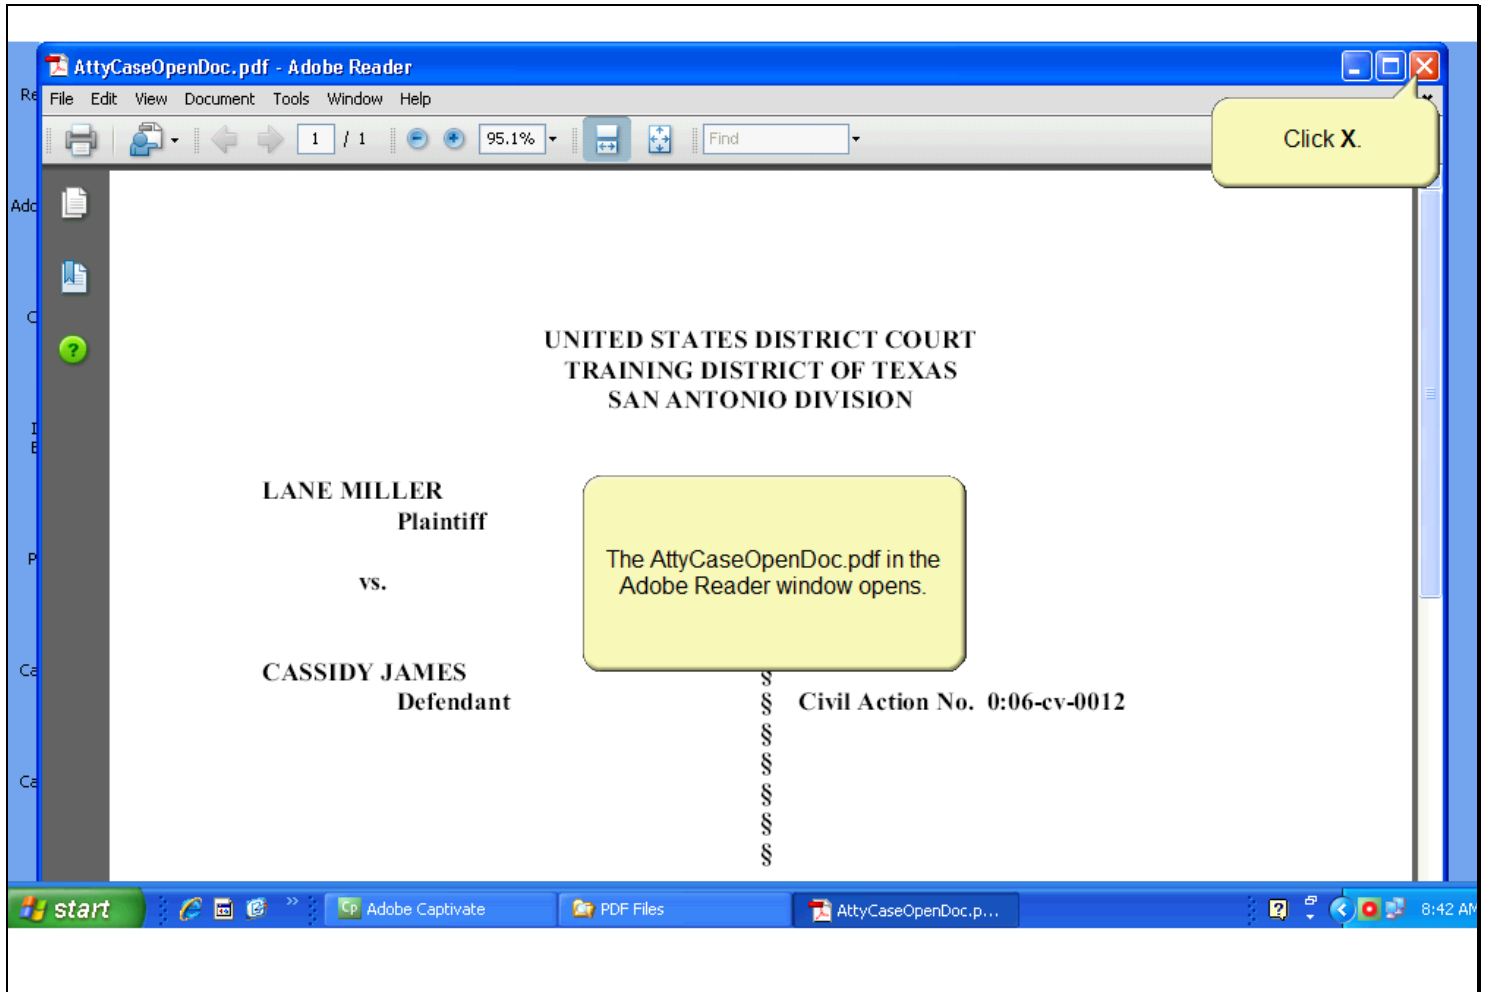 AttyCaseOpenDoc.pdf - Adobe Reader
File Edit View Document Tools Window Help
1 / 1 95.1% Find
Click X.
UNITED STATES DISTRICT COURT
TRAINING DISTRICT OF TEXAS
SAN ANTONIO DIVISION
LANE MILLER
Plaintiff
vs.
The AttyCaseOpenDoc.pdf in the
Adobe Reader window opens.
CASSIDY JAMES
§
Defendant § Civil Action No. 0:06-cv-0012
§
§
§
§
§
start Adobe Captivate PDF Files AttyCaseOpenDoc.p... 8:42 AM